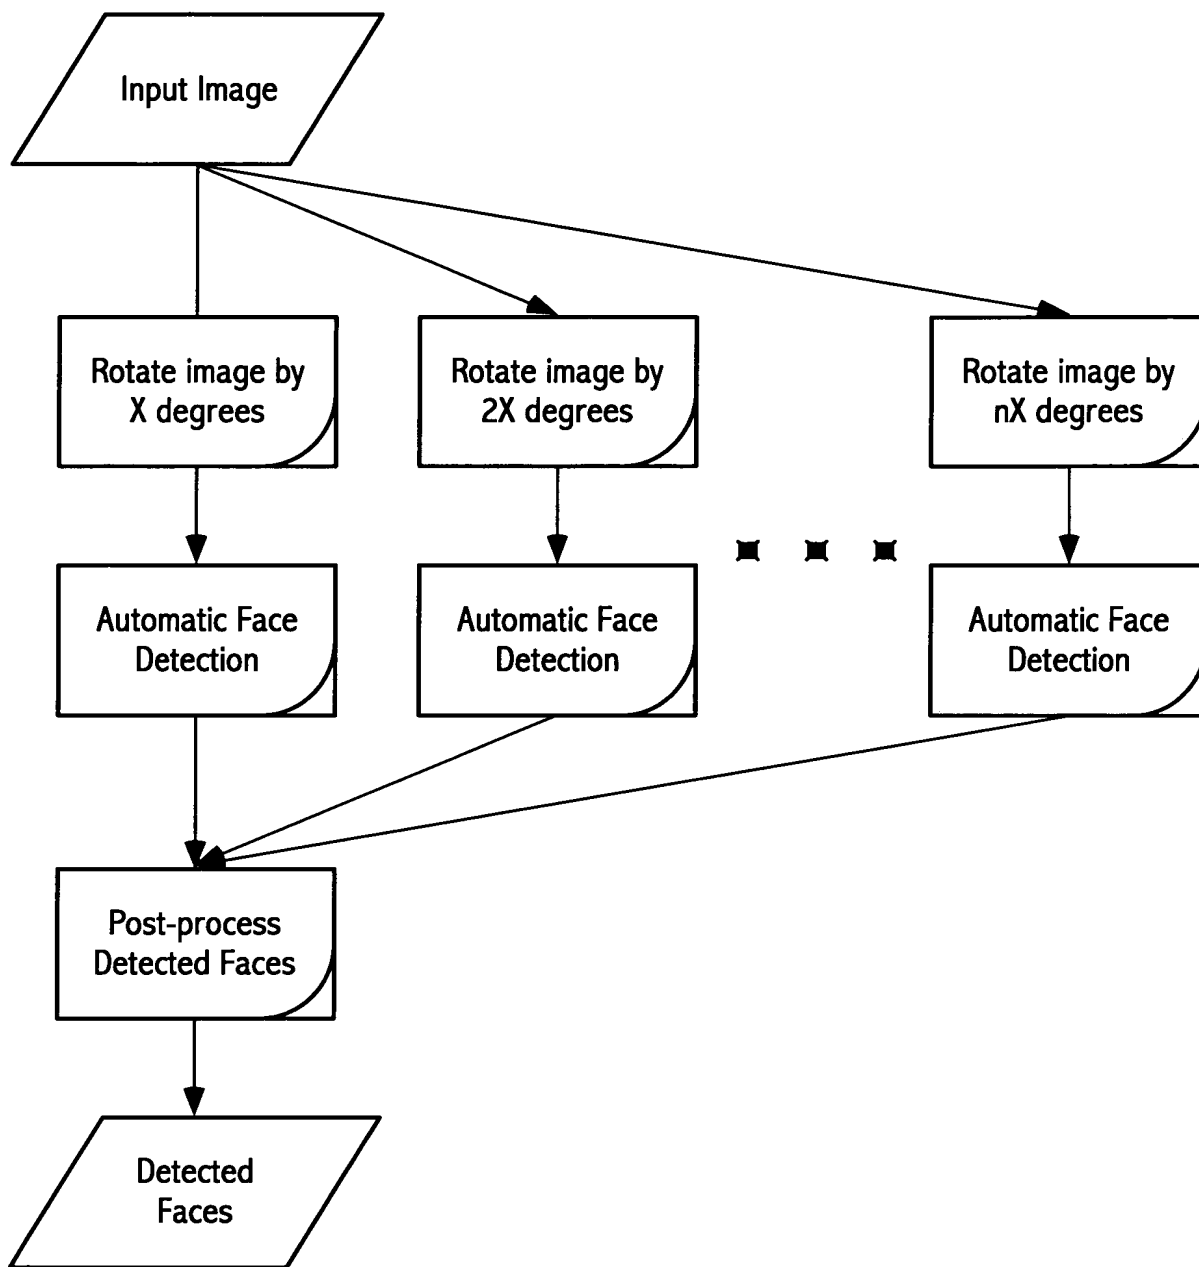 Input Image
Rotate image by
X degrees
Rotate image by
2X degrees
Rotate image by
nX degrees
Automatic Face
Detection
Automatic Face
Detection
Automatic Face
Detection
Post-process
Detected Faces
Detected
Faces